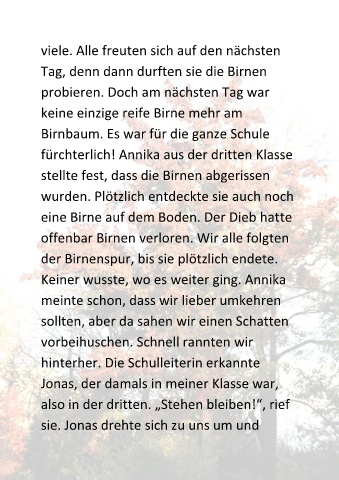 viele. Alle freuten sich auf den nächsten
Tag, denn dann durften sie die Birnen
probieren. Doch am nächsten Tag war
keine einzige reife Birne mehr am
Birnbaum. Es war für die ganze Schule
fürchterlich! Annika aus der dritten Klasse
stellte fest, dass die Birnen abgerissen
wurden. Plötzlich entdeckte sie auch noch
eine Birne auf dem Boden. Der Dieb hatte
offenbar Birnen verloren. Wir alle folgten
der Birnenspur, bis sie plötzlich endete.
Keiner wusste, wo es weiter ging. Annika
meinte schon, dass wir lieber umkehren
sollten, aber da sahen wir einen Schatten
vorbeihuschen. Schnell rannten wir
hinterher. Die Schulleiterin erkannte
Jonas, der damals in meiner Klasse war,
also in der dritten. „Stehen bleiben!“, rief
sie. Jonas drehte sich zu uns um und